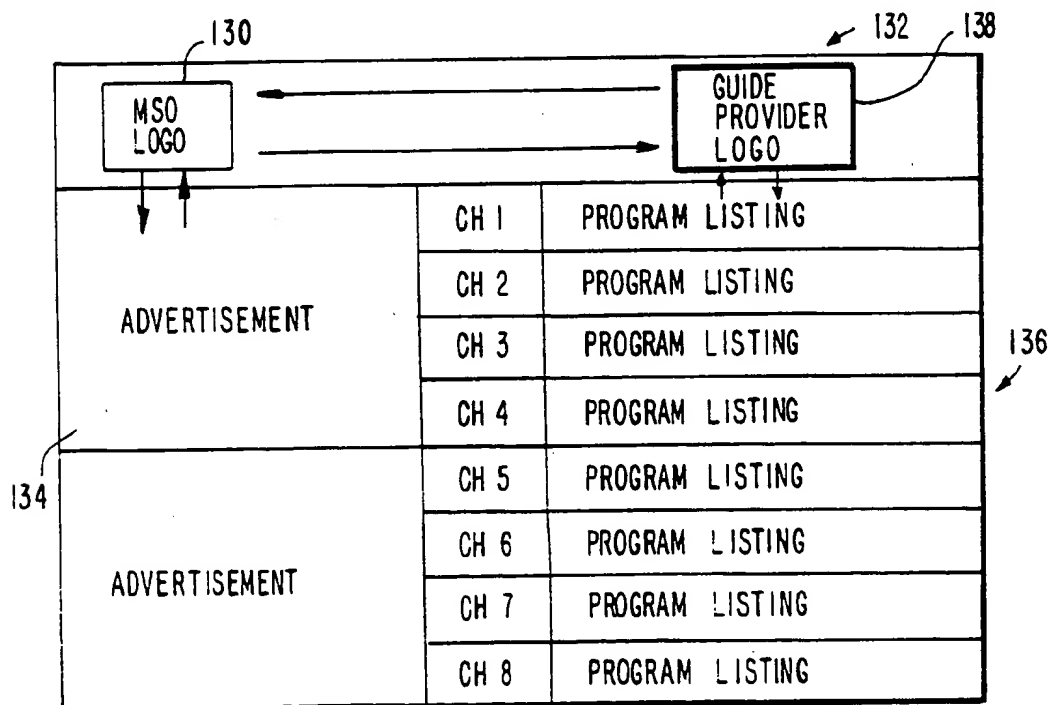 130
132
138
MSO
LOGO
GUIDE
PROVIDER
LOGO
CH 1 PROGRAM LISTING
CH 2 PROGRAM LISTING
ADVERTISEMENT
CH 3 PROGRAM LISTING
136
CH 4 PROGRAM LISTING
134
CH 5 PROGRAM LISTING
CH 6 PROGRAM LISTING
ADVERTISEMENT
CH 7 PROGRAM LISTING
CH 8 PROGRAM LISTING